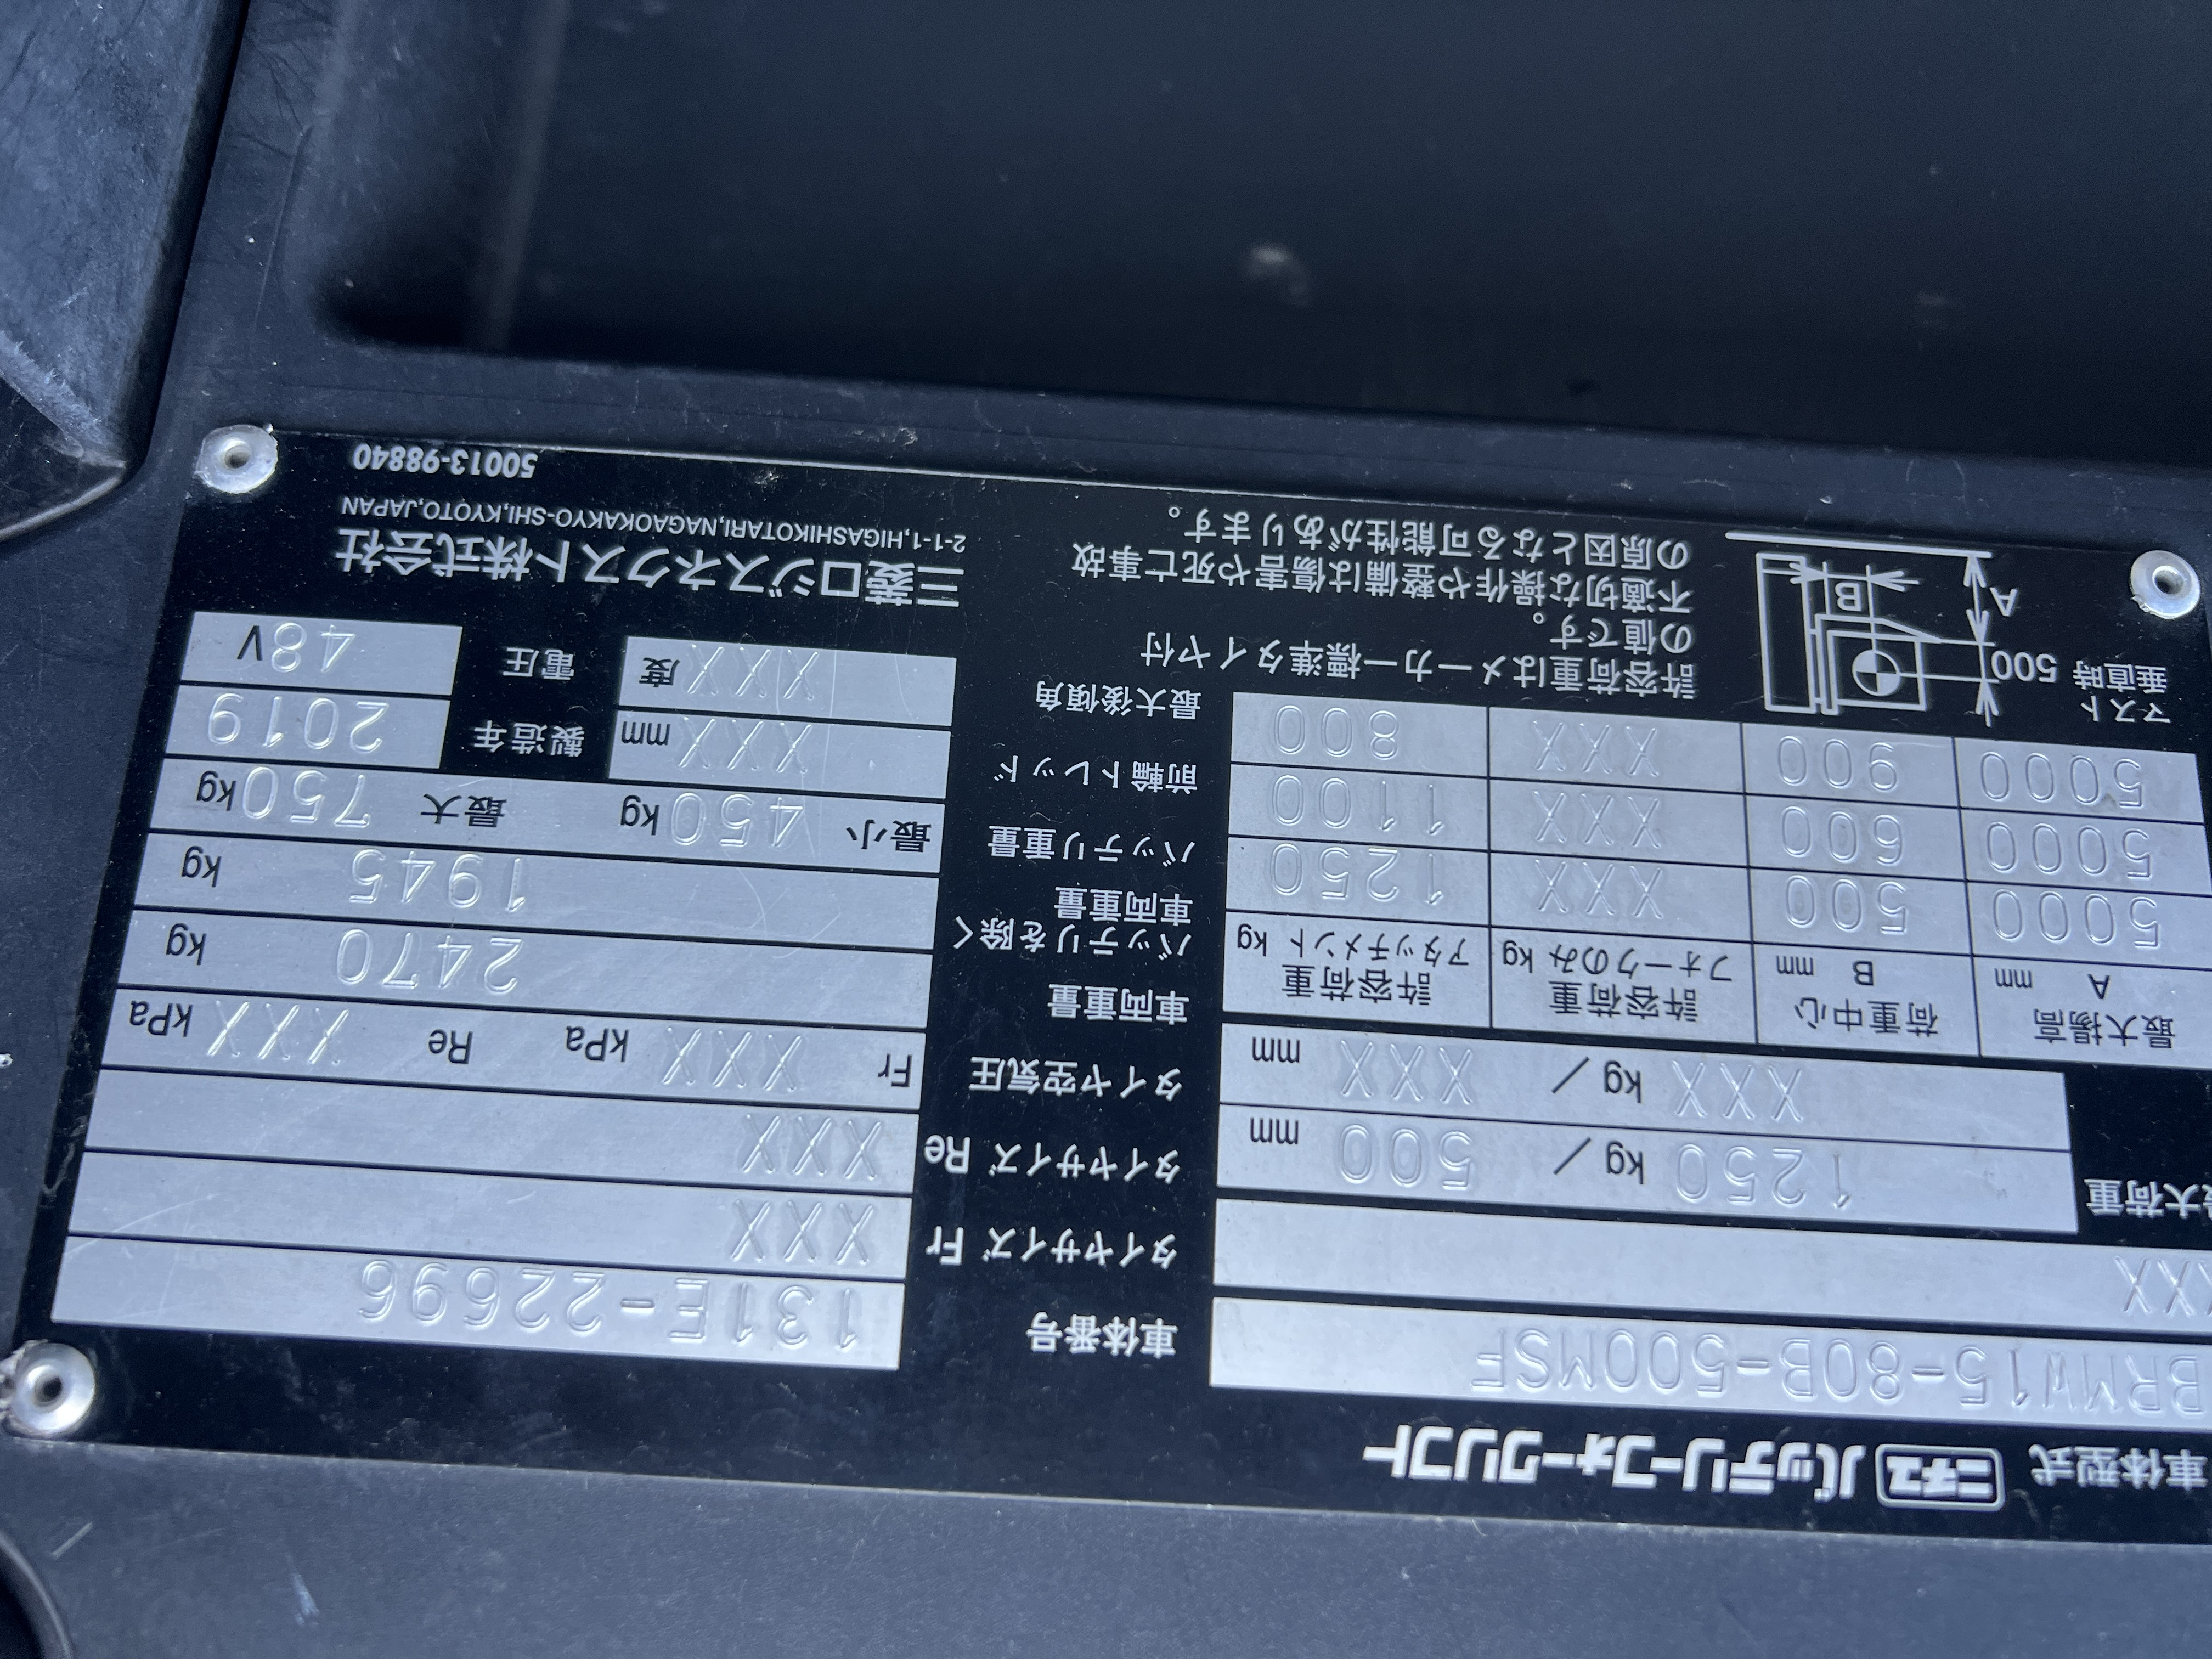 車体型式 ニチユ バッテリーフォークリフト
BRMW15-80B-500MSF
XXX
最大荷重 1250 kg / 500 mm
XXX kg / XXX mm
最大揚高 A mm 荷重中心 B mm 許容荷重 フォークのみ kg 許容荷重 アタッチメント kg
5000 500 XXX 1250
5000 600 XXX 1100
5000 900 XXX 800
マスト
垂直時
500
A
B
許容荷重はメーカー標準タイヤ付
の値です。
不適切な操作や整備は傷害や死亡事故
の原因となる可能性があります。
車体番号 131E-22696
タイヤサイズ Fr XXX
タイヤサイズ Re XXX
タイヤ空気圧 Fr XXX kPa Re XXX kPa
車両重量 2470 kg
バッテリを除く
車両重量 1945 kg
バッテリ重量 最小 450 kg 最大 750 kg
前輪トレッド XXX mm 製造年 2019
最大後傾角 XXX 度 電圧 48 V
三菱ロジスネクスト株式会社
2-1-1,HIGASHIKOTARI,NAGAOKAKYO-SHI,KYOTO,JAPAN
50013-98840